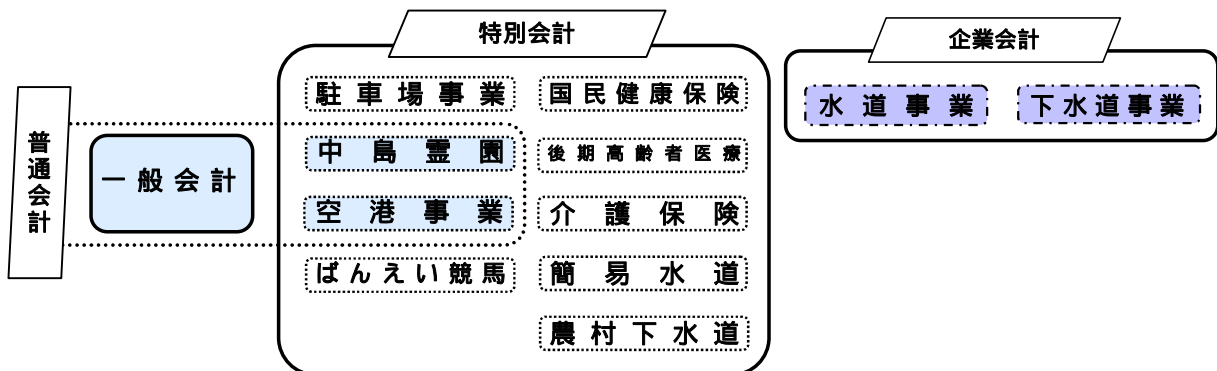 特別会計
企業会計
普通会計
一般会計
駐車場事業
国民健康保険
水道事業
下水道事業
中島霊園
後期高齢者医療
空港事業
介護保険
ばんえい競馬
簡易水道
農村下水道